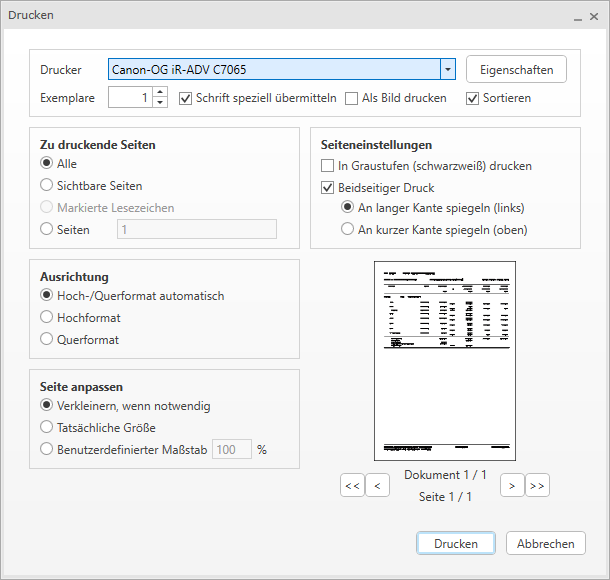 Drucken
Drucker Canon-OG iR-ADV C7065 Eigenschaften
Exemplare 1 Schrift speziell übermitteln Als Bild drucken Sortieren
Zu druckende Seiten
Alle
Sichtbare Seiten
Markierte Lesezeichen
Seiten 1
Seiteneinstellungen
In Graustufen (schwarzweiß) drucken
Beidseitiger Druck
An langer Kante spiegeln (links)
An kurzer Kante spiegeln (oben)
Ausrichtung
Hoch-/Querformat automatisch
Hochformat
Querformat
Seite anpassen
Verkleinern, wenn notwendig
Tatsächliche Größe
Benutzerdefinierter Maßstab 100 %
<< < Dokument 1 / 1 > >>
Seite 1 / 1
Drucken Abbrechen